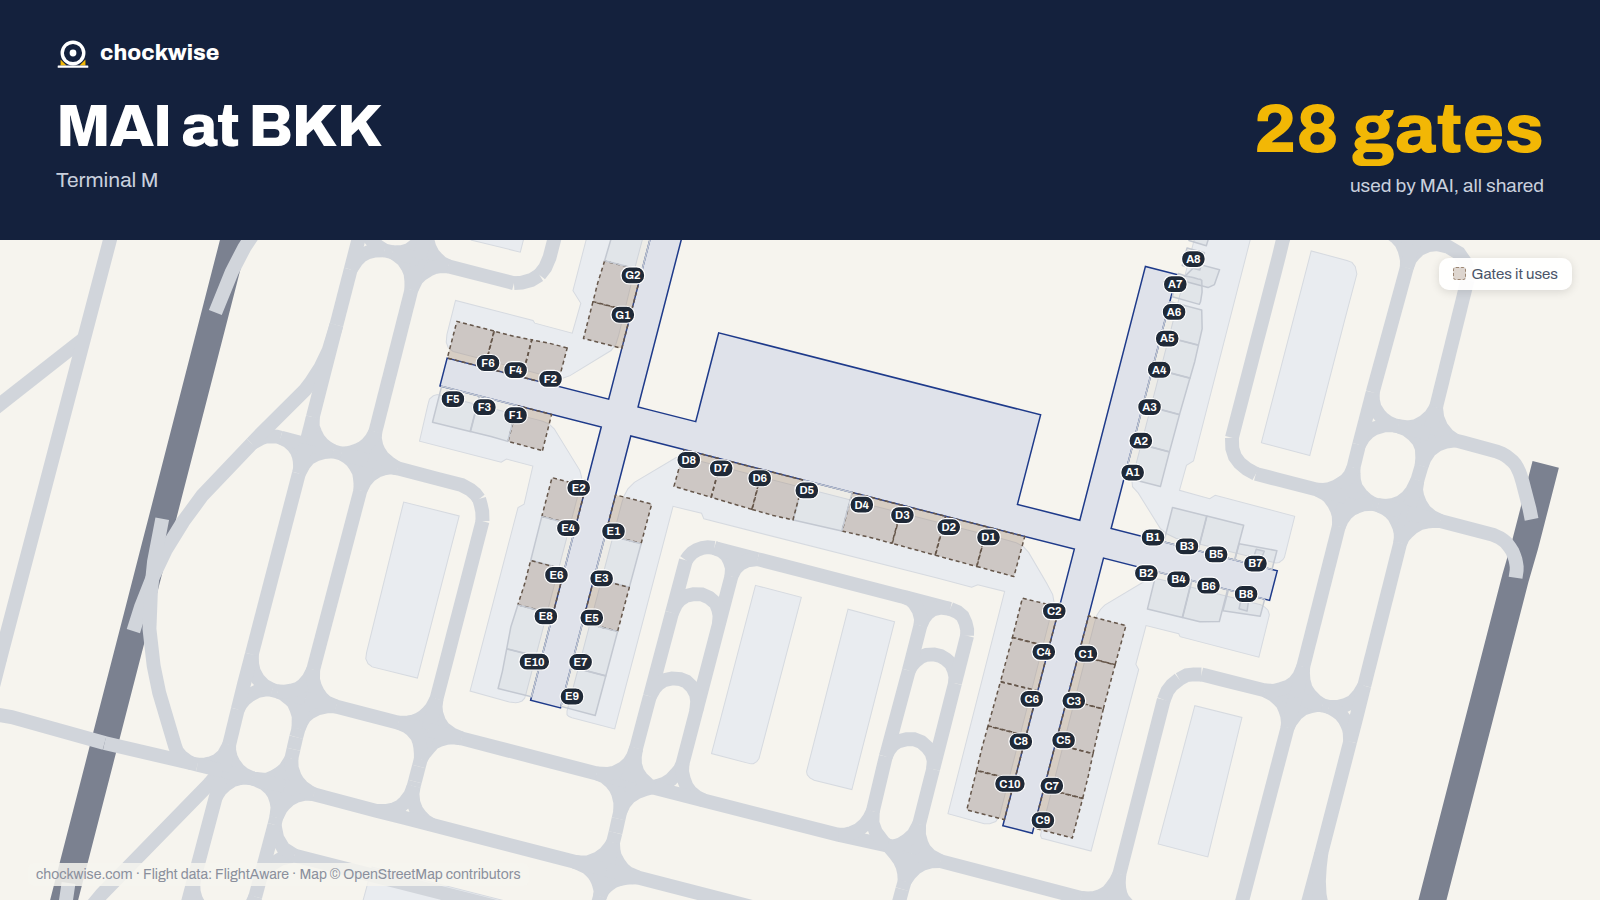 chockwise
MAI at BKK
Terminal M
28 gates
used by MAI, all shared
Gates it uses
A8
G2
A7
G1
A6
A5
F6
F4
A4
F2
F5
F3
A3
F1
A2
D8
D7
A1
D6
E2
D5
D4
D3
E4
D2
E1
D1
B1
B3
B5
B7
E6
E3
B2
B4
B6
B8
C2
E8
E5
C4
C1
E10
E7
E9
C6
C3
C8
C5
C10
C7
C9
chockwise.com · Flight data: FlightAware · Map © OpenStreetMap contributors